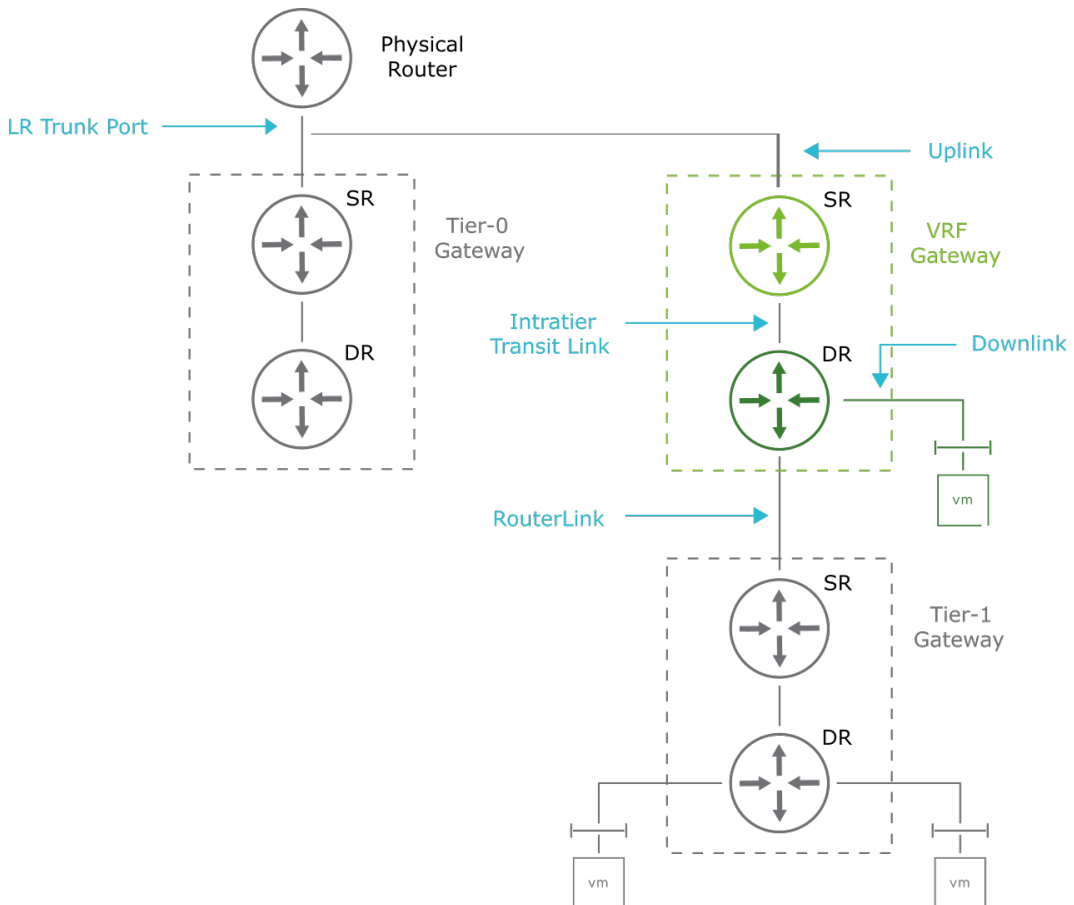 Physical
Router
LR Trunk Port
Uplink
SR
Tier-0
Gateway
SR
VRF
Gateway
Intratier
Transit Link
DR
DR
Downlink
vm
RouterLink
SR
Tier-1
Gateway
DR
vm
vm